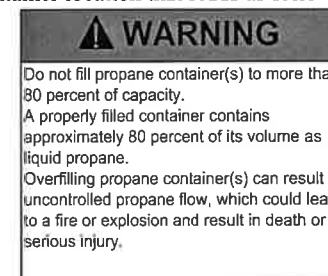 WARNING
Do not fill propane container(s) to more tha
80 percent of capacity.
A properly filled container contains
approximately 80 percent of its volume as
liquid propane.
Overfilling propane container(s) can result
uncontrolled propane flow, which could lea
to a fire or explosion and result in death or
serious injury.